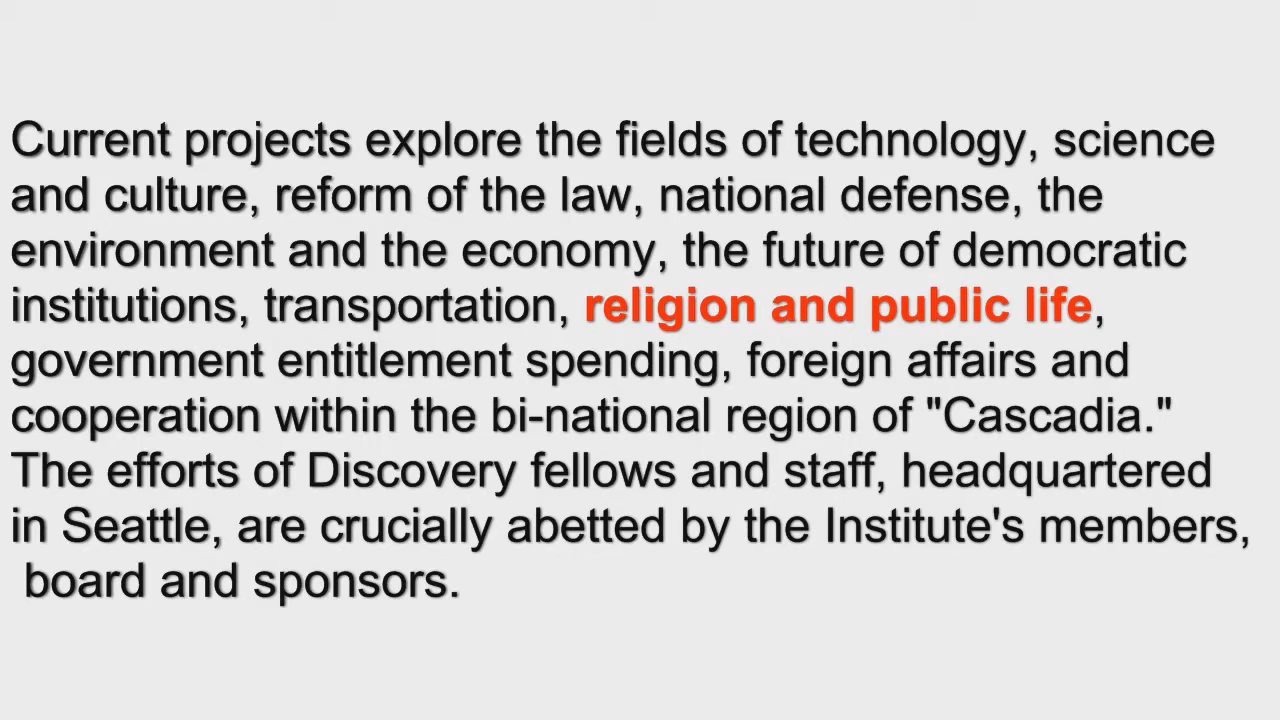 Current projects explore the fields of technology, science
and culture, reform of the law, national defense, the
environment and the economy, the future of democratic
institutions, transportation, religion and public life,
government entitlement spending, foreign affairs and
cooperation within the bi-national region of "Cascadia."
The efforts of Discovery fellows and staff, headquartered
in Seattle, are crucially abetted by the Institute's members,
board and sponsors.